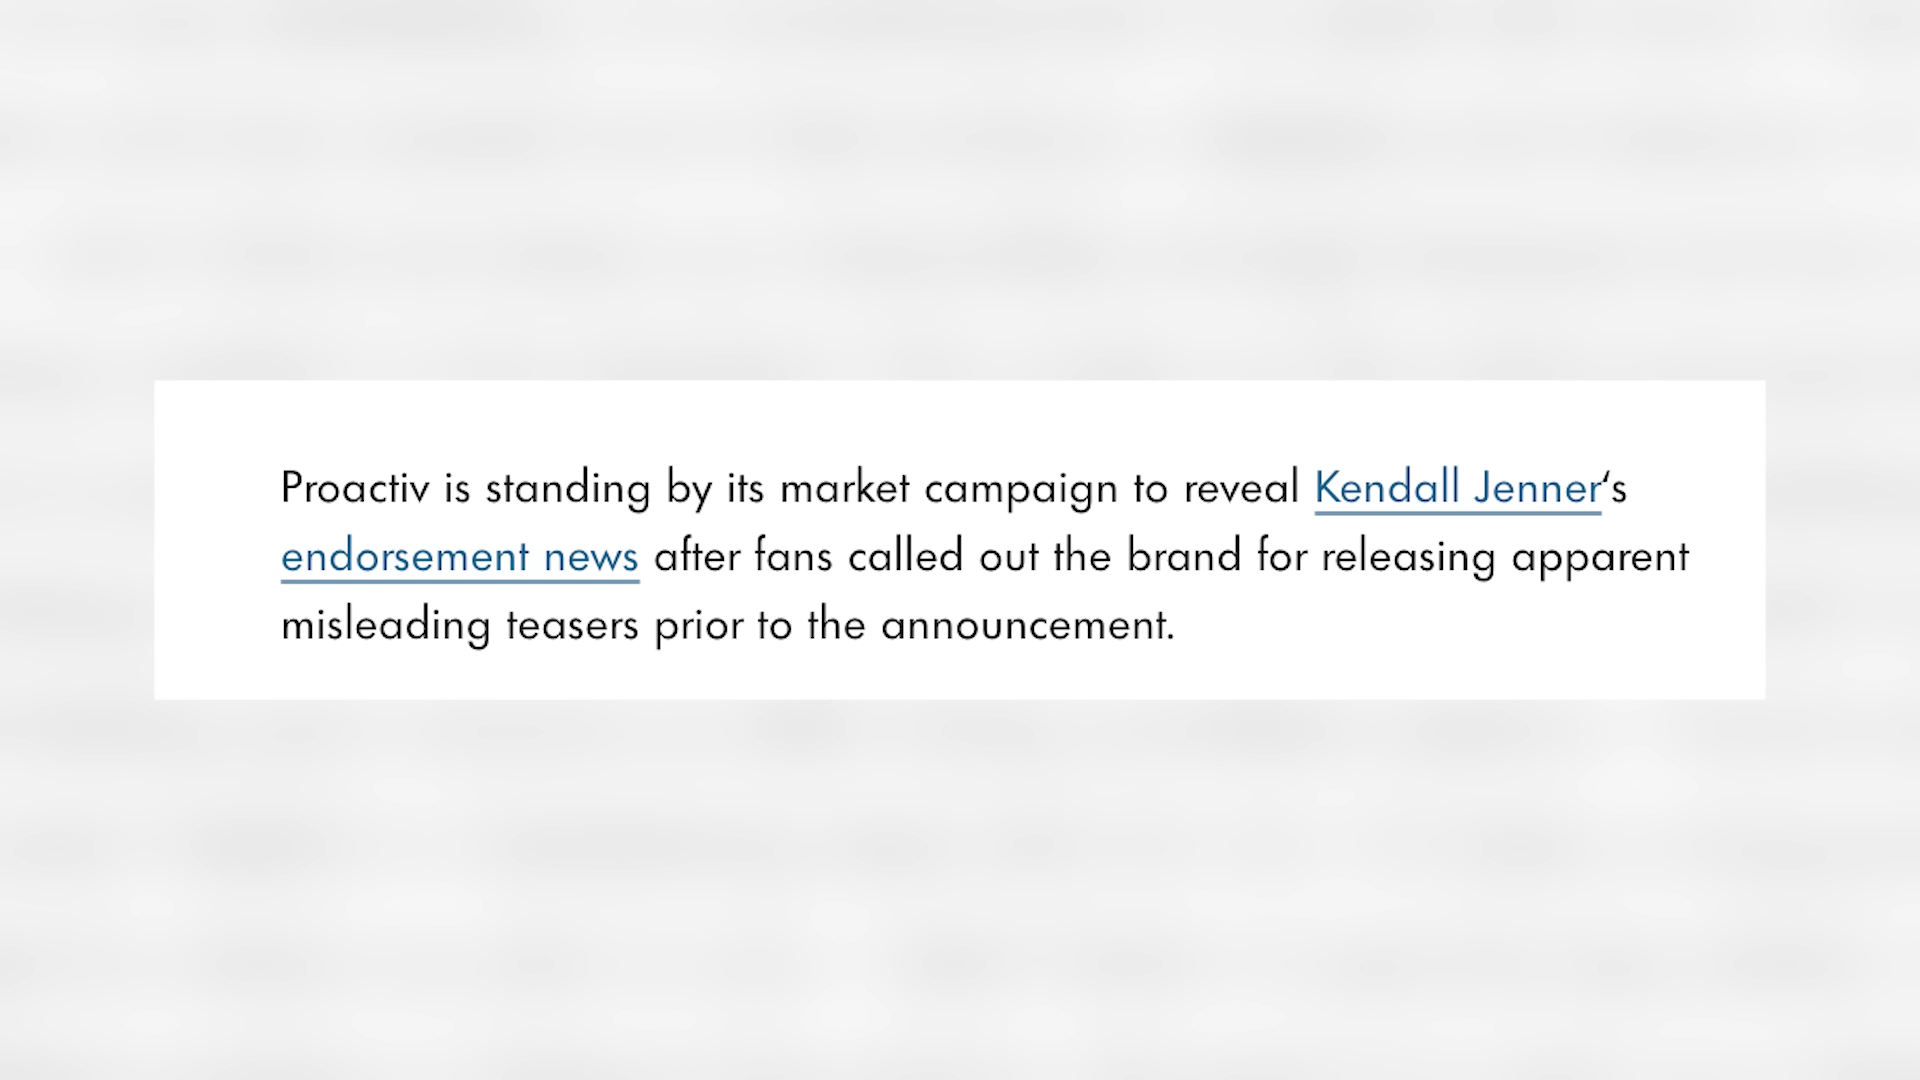 Proactiv is standing by its market campaign to reveal Kendall Jenner‘s
endorsement news after fans called out the brand for releasing apparent
misleading teasers prior to the announcement.